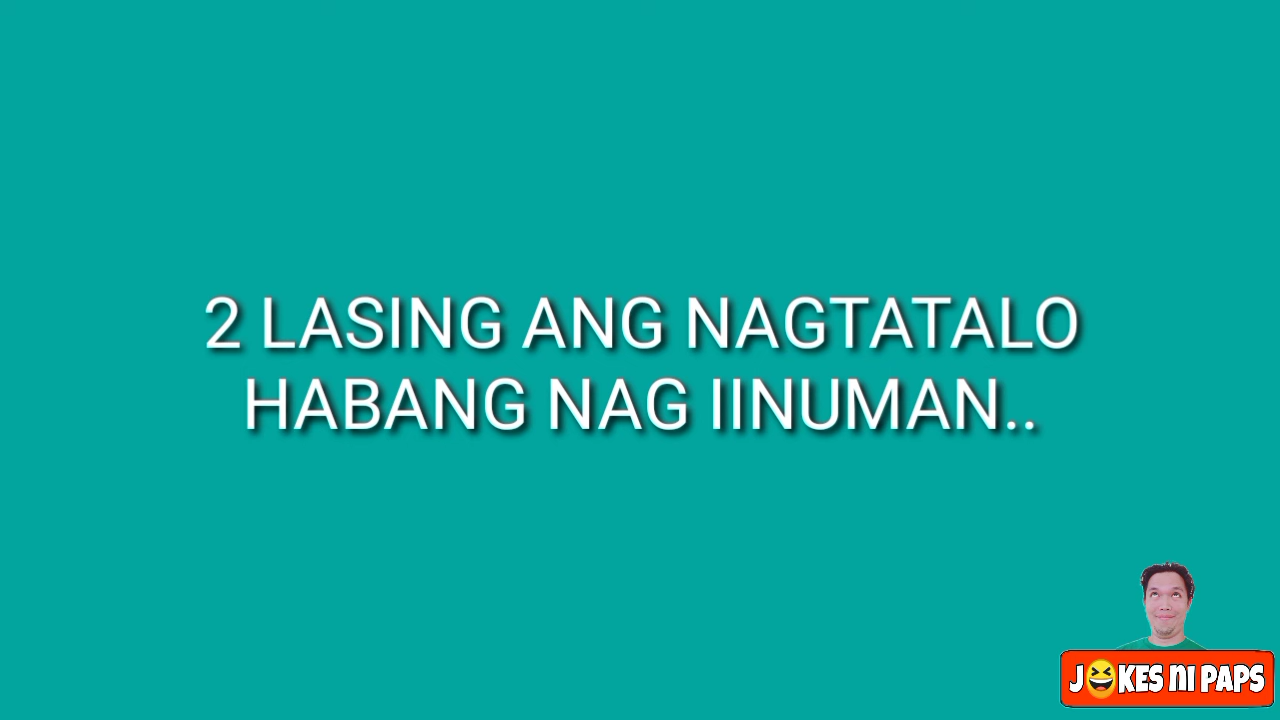 2 LASING ANG NAGTATALO
HABANG NAG IINUMAN..
JOKES NI PAPS